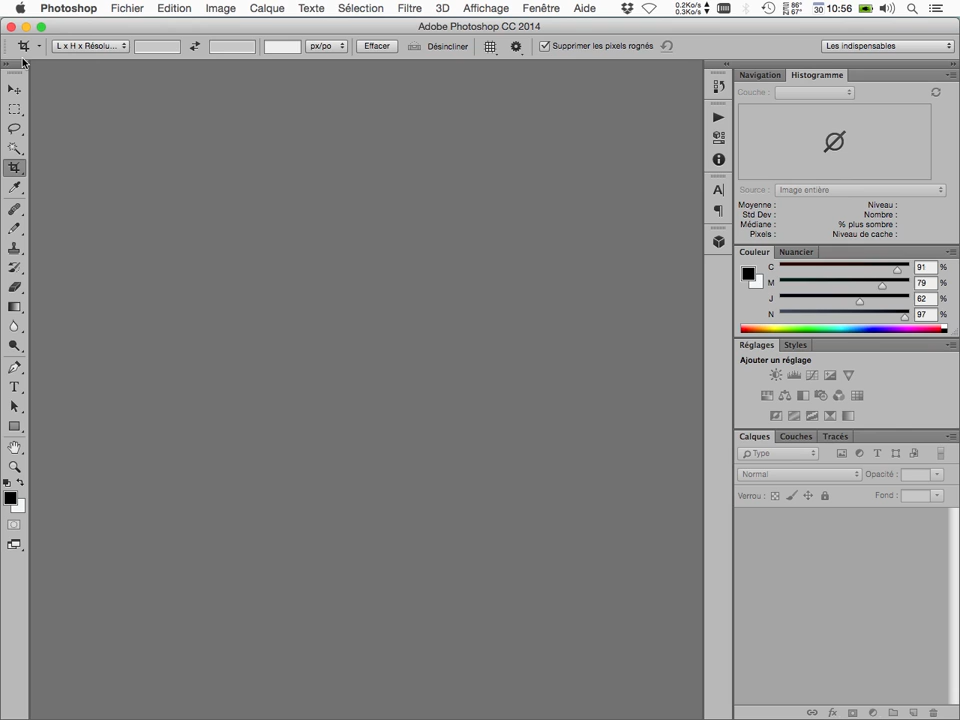 Photoshop Fichier Edition Image Calque Texte Sélection Filtre 3D Affichage Fenêtre Aide 0.2Ko/s 0.3Ko/s 30 86° 67° 10:56
Adobe Photoshop CC 2014
L x H x Résolu... px/po Effacer Désincliner Supprimer les pixels rognés Les indispensables
Navigation Histogramme
Couche :
Source : Image entière
Moyenne : Niveau :
Std Dev : Nombre :
Médiane : % plus sombre :
Pixels : Niveau de cache :
Couleur Nuancier
C 91 %
M 79 %
J 62 %
N 97 %
Réglages Styles
Ajouter un réglage
Calques Couches Tracés
Type
Normal Opacité :
Verrou : Fond :